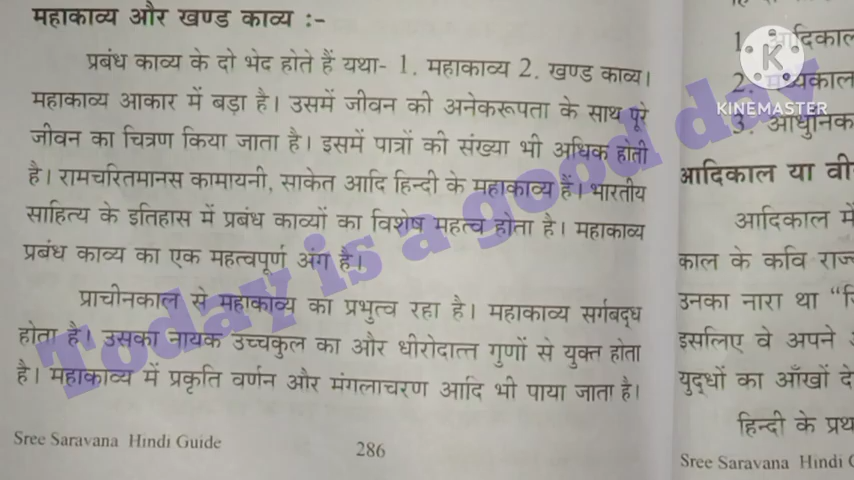 महाकाव्य और खण्ड काव्य :-
प्रबंध काव्य के दो भेद होते हैं यथा- 1. महाकाव्य 2. खण्ड काव्य।
महाकाव्य आकार में बड़ा है। उसमें जीवन की अनेकरूपता के साथ पूरे
जीवन का चित्रण किया जाता है। इसमें पात्रों की संख्या भी अधिक होती
है। रामचरितमानस कामायनी, साकेत आदि हिन्दी के महाकाव्य हैं। भारतीय
साहित्य के इतिहास में प्रबंध काव्यों का विशेष महत्व होता है। महाकाव्य
प्रबंध काव्य का एक महत्वपूर्ण अंग है।
प्राचीनकाल से महाकाव्य का प्रभुत्व रहा है। महाकाव्य सर्गबद्ध
होता है। उसका नायक उच्चकुल का और धीरोदात्त गुणों से युक्त होता
है। महाकाव्य में प्रकृति वर्णन और मंगलाचरण आदि भी पाया जाता है।
Sree Saravana Hindi Guide
286
Today is a good day
KINEMASTER
1. आदिकाल
2. मध्यकाल
3. आधुनिक
आदिकाल या
आदिकाल में
काल के कवि
उनका नारा था
इसलिए वे अपने
युद्धों का आँखों
हिन्दी के
Sree Saravana Hindi